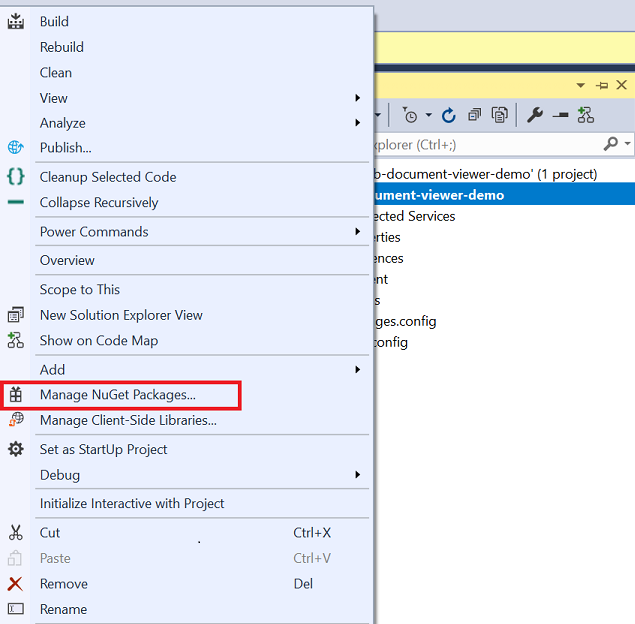 Build
Rebuild
Clean
View
Analyze
Publish...
Cleanup Selected Code
Collapse Recursively
Power Commands
Overview
Scope to This
New Solution Explorer View
Show on Code Map
Add
Manage NuGet Packages...
Manage Client-Side Libraries...
Set as StartUp Project
Debug
Initialize Interactive with Project
Cut Ctrl+X
Paste Ctrl+V
Remove Del
Rename
xplorer (Ctrl+;)
b-document-viewer-demo' (1 project)
ument-viewer-demo
ected Services
erties
ences
ent
s
ges.config
onfig